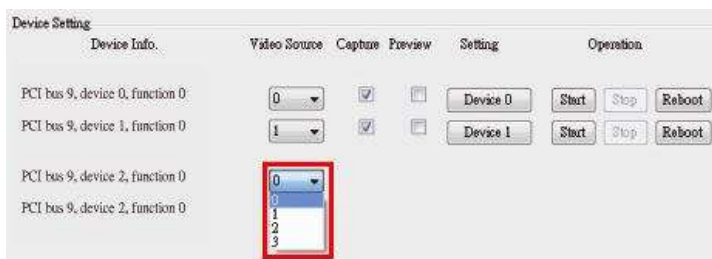 Device Setting
Device Info. Video Source Capture Preview Setting Operation
PCI bus 9, device 0, function 0 0 Device 0 Start Stop Reboot
PCI bus 9, device 1, function 0 1 Device 1 Start Stop Reboot
PCI bus 9, device 2, function 0 0
0
PCI bus 9, device 2, function 0 1
2
3